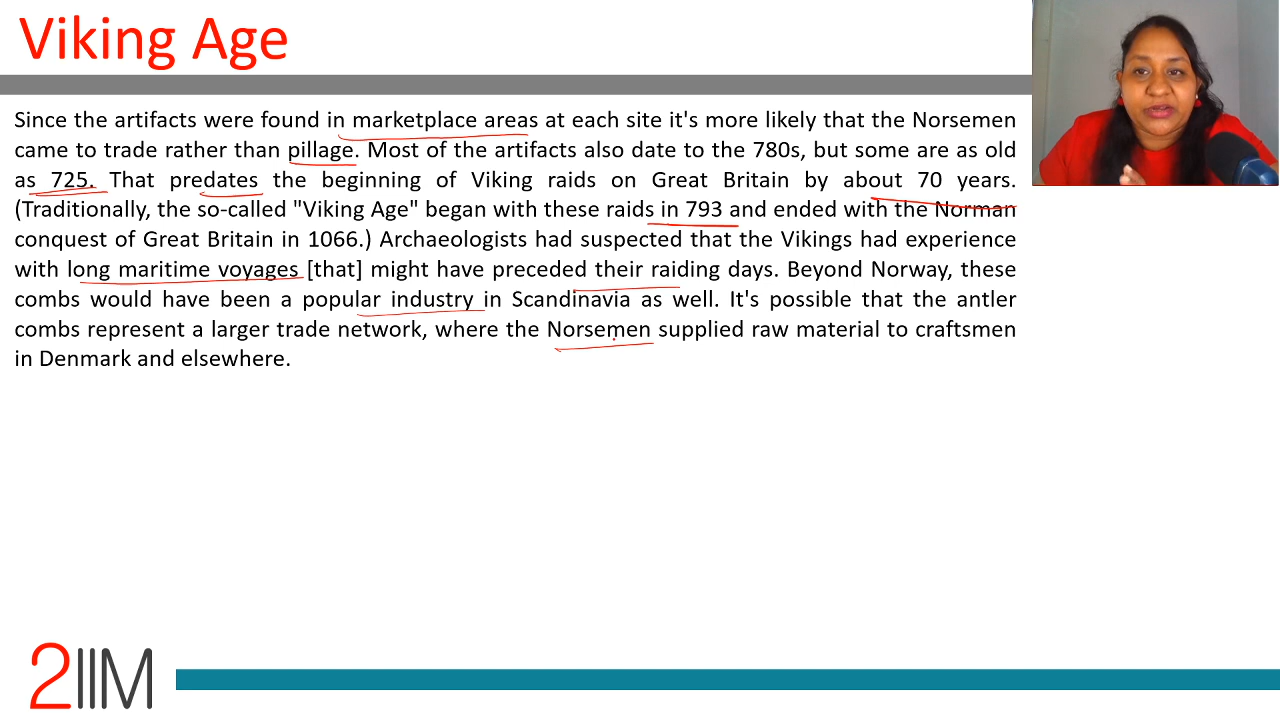 Viking Age
Since the artifacts were found in marketplace areas at each site it's more likely that the Norsemen
came to trade rather than pillage. Most of the artifacts also date to the 780s, but some are as old
as 725. That predates the beginning of Viking raids on Great Britain by about 70 years.
(Traditionally, the so-called "Viking Age" began with these raids in 793 and ended with the Norman
conquest of Great Britain in 1066.) Archaeologists had suspected that the Vikings had experience
with long maritime voyages [that] might have preceded their raiding days. Beyond Norway, these
combs would have been a popular industry in Scandinavia as well. It's possible that the antler
combs represent a larger trade network, where the Norsemen supplied raw material to craftsmen
in Denmark and elsewhere.
2IIM